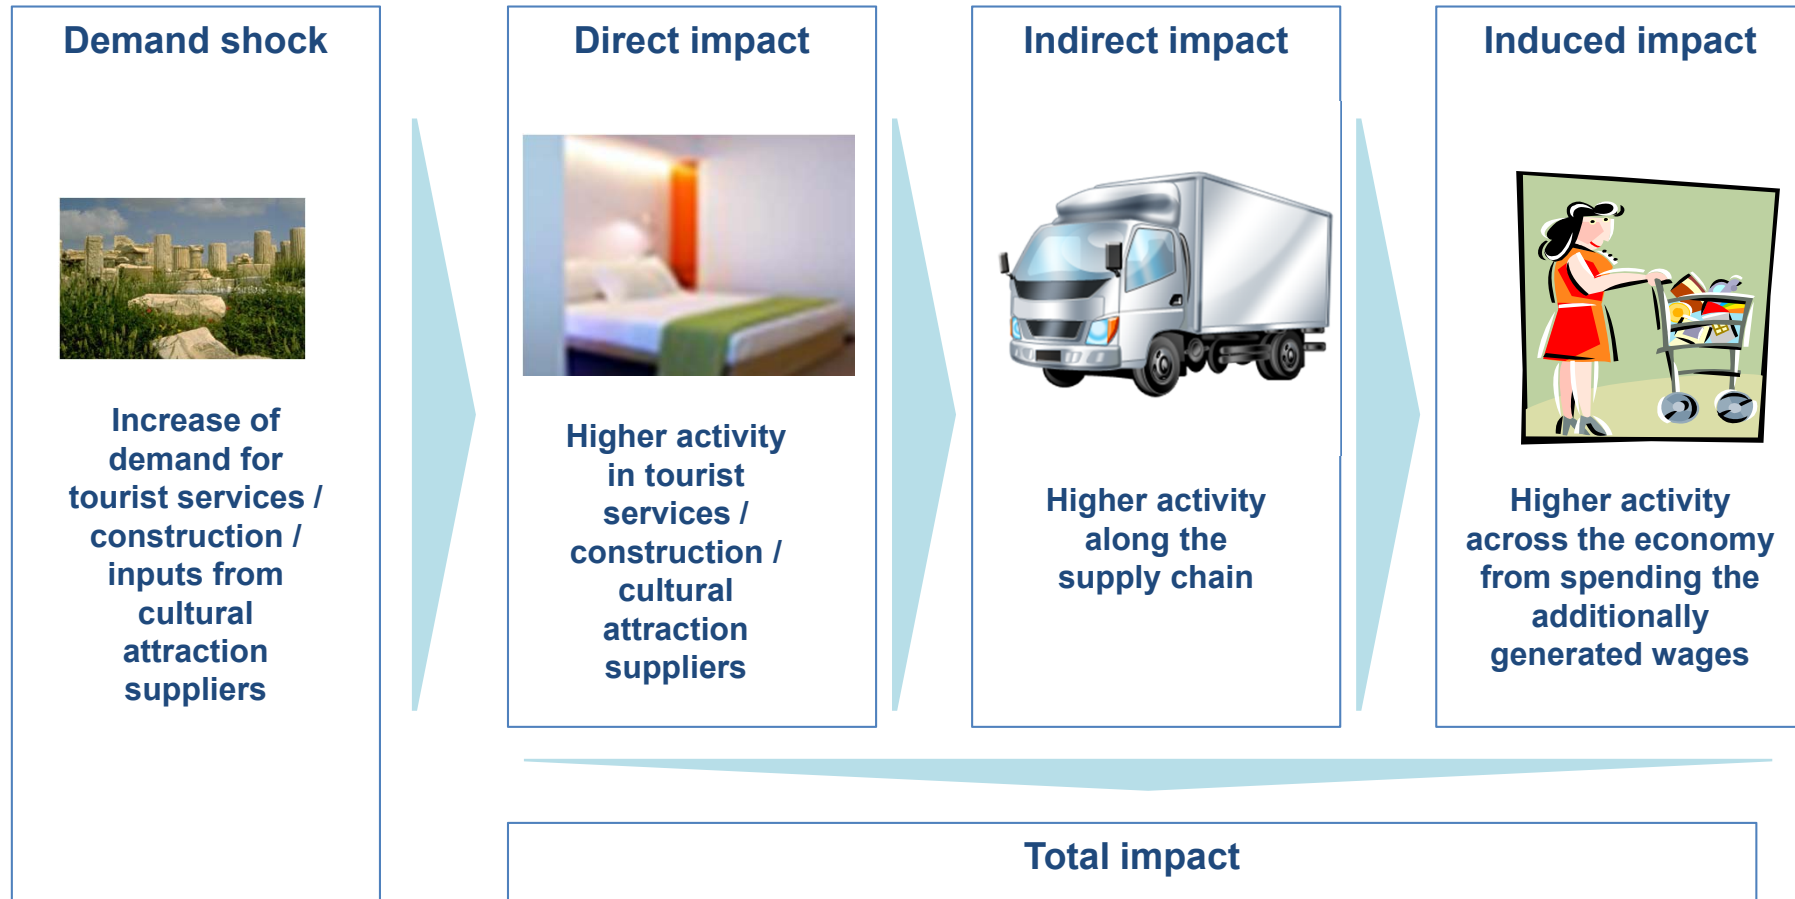 Demand shock
Increase of
demand for
tourist services /
construction /
inputs from
cultural
attraction
suppliers
Direct impact
Higher activity
in tourist
services /
construction /
cultural
attraction
suppliers
Indirect impact
Higher activity
along the
supply chain
Induced impact
Higher activity
across the economy
from spending the
additionally
generated wages
Total impact